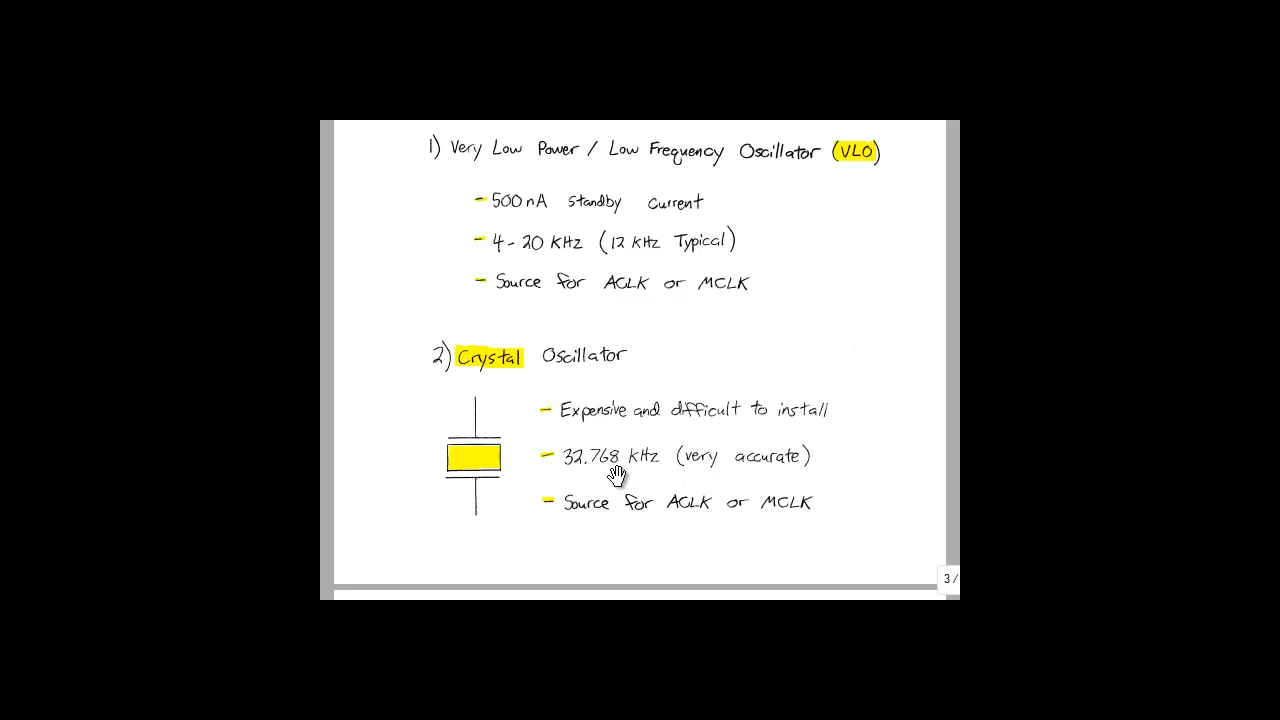 1) Very Low Power / Low Frequency Oscillator (VLO)
- 500 nA standby current
- 4 - 20 KHz (12 KHz Typical)
- Source for ACLK or MCLK
2) Crystal Oscillator
- Expensive and difficult to install
- 32.768 KHz (very accurate)
- Source for ACLK or MCLK
3 /